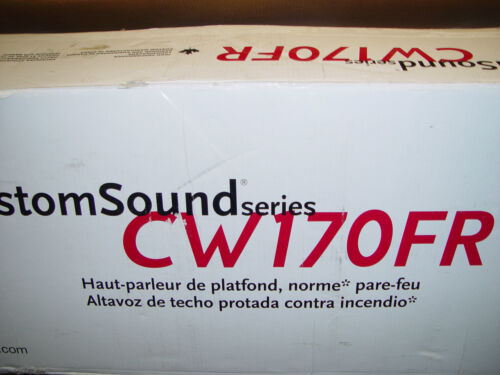 CW170FR
Sound series
stomSound® series
CW170FR
Haut-parleur de platfond, norme* pare-feu
Altavoz de techo protada contra incendio*
.com